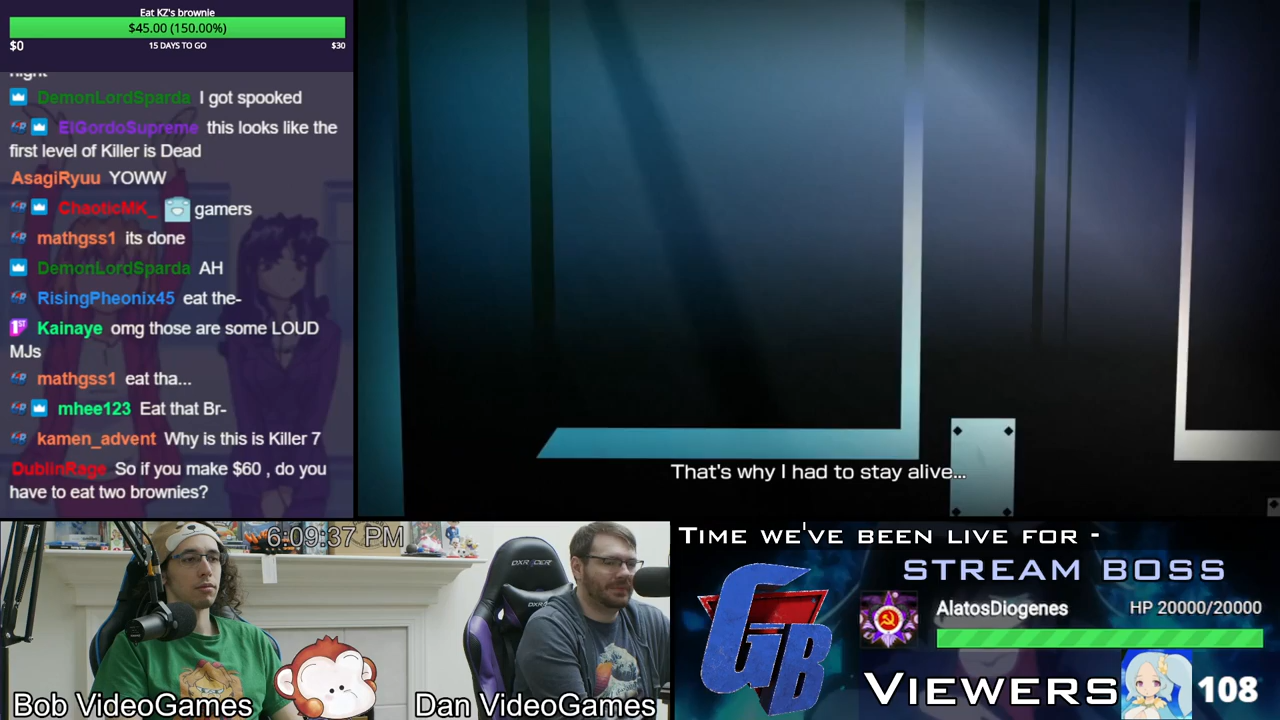 Eat KZ's brownie
$45.00 (150.00%)
$0
15 DAYS TO GO
$30
night
DemonLordSparda I got spooked
ElGordoSupreme this looks like the
first level of Killer is Dead
AsagiRyuu YOWW
ChaoticMK_ gamers
mathgss1 its done
DemonLordSparda AH
RisingPheonix45 eat the-
Kainaye omg those are some LOUD
MJs
mathgss1 eat tha...
mhee123 Eat that Br-
kamen_advent Why is this is Killer 7
DublinRage So if you make $60 , do you
have to eat two brownies?
That's why I had to stay alive...
6:09:37 PM
Bob VideoGames
Dan VideoGames
DXRACER
TIME WE'VE BEEN LIVE FOR -
STREAM BOSS
AlatosDiogenes
HP 20000/20000
GGB
VIEWERS
108